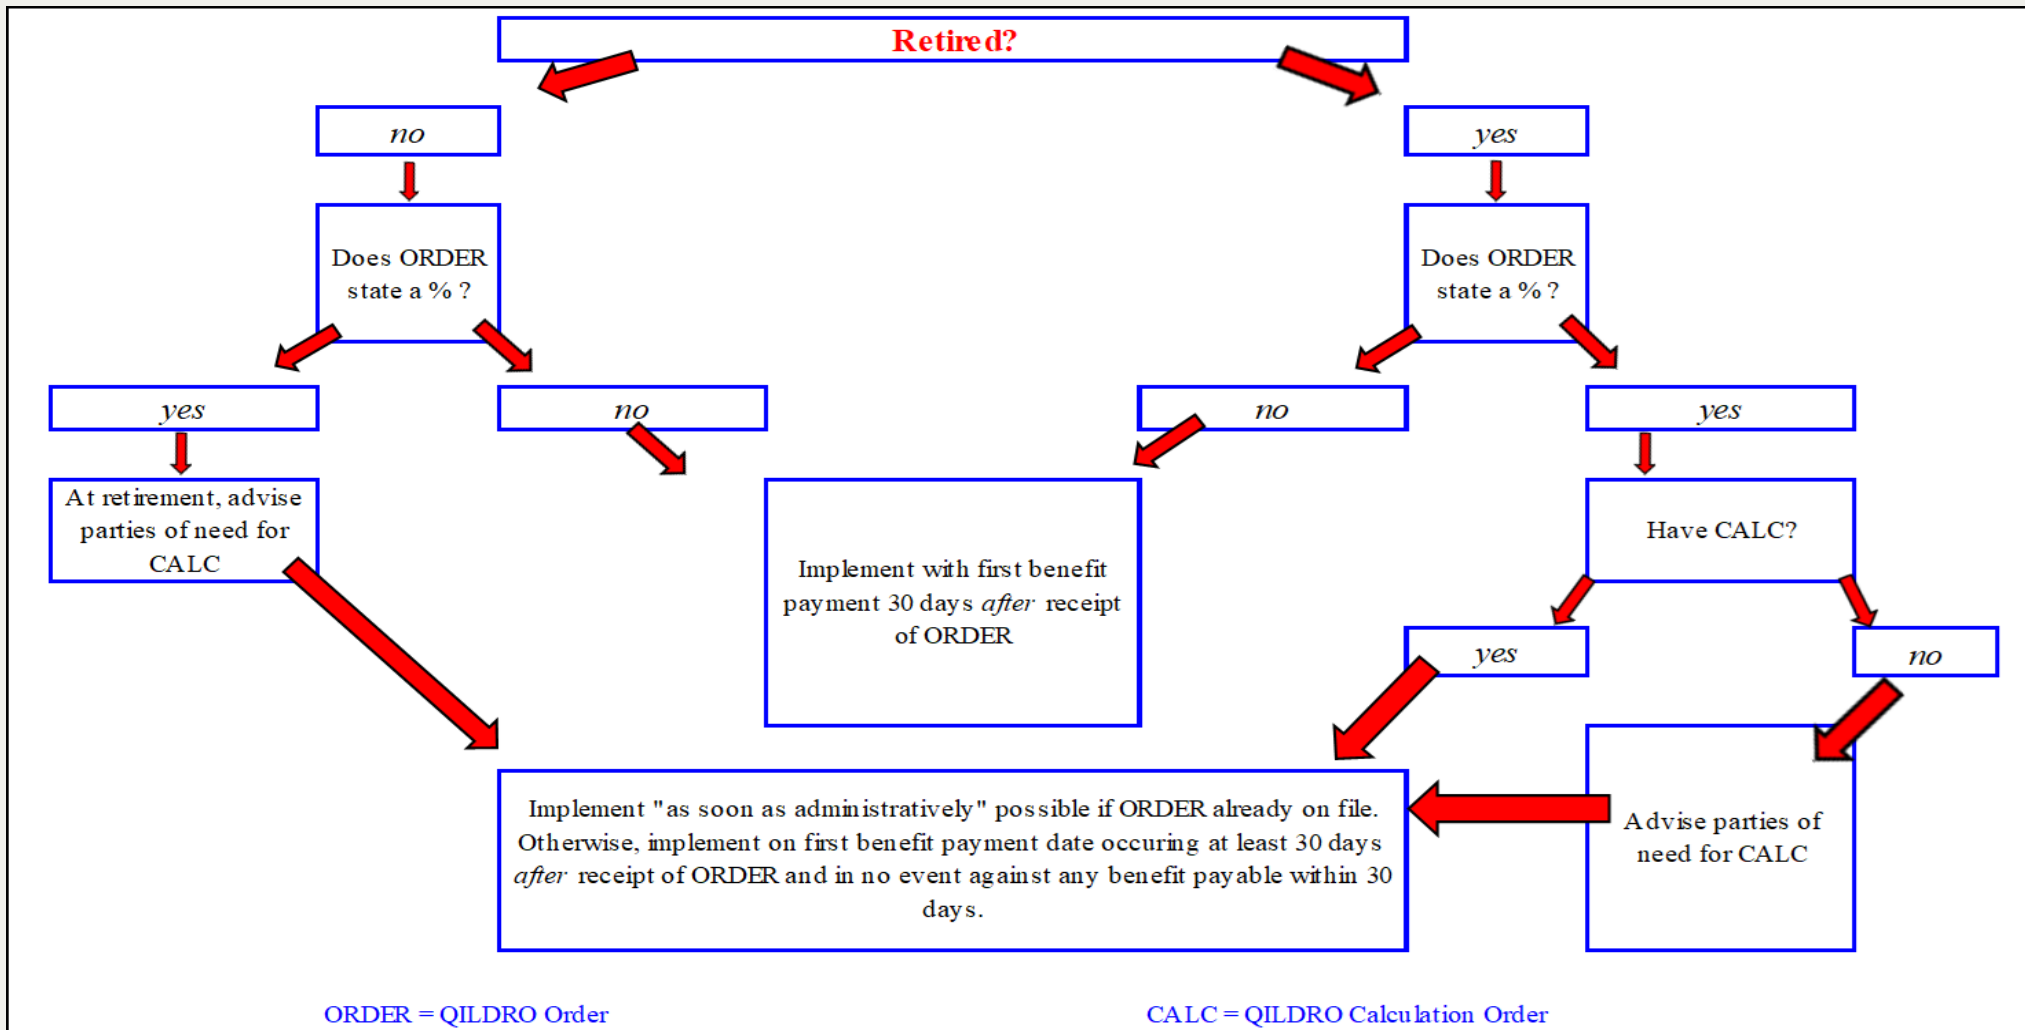 Retired?
no
yes
Does ORDER
state a % ?
Does ORDER
state a % ?
yes
no
no
yes
At retirement, advise
parties of need for
CALC
Implement with first benefit
payment 30 days after receipt
of ORDER
Have CALC?
yes
no
Implement "as soon as administratively" possible if ORDER already on file.
Otherwise, implement on first benefit payment date occuring at least 30 days
after receipt of ORDER and in no event against any benefit payable within 30
days.
Advise parties of
need for CALC
ORDER = QILDRO Order
CALC = QILDRO Calculation Order